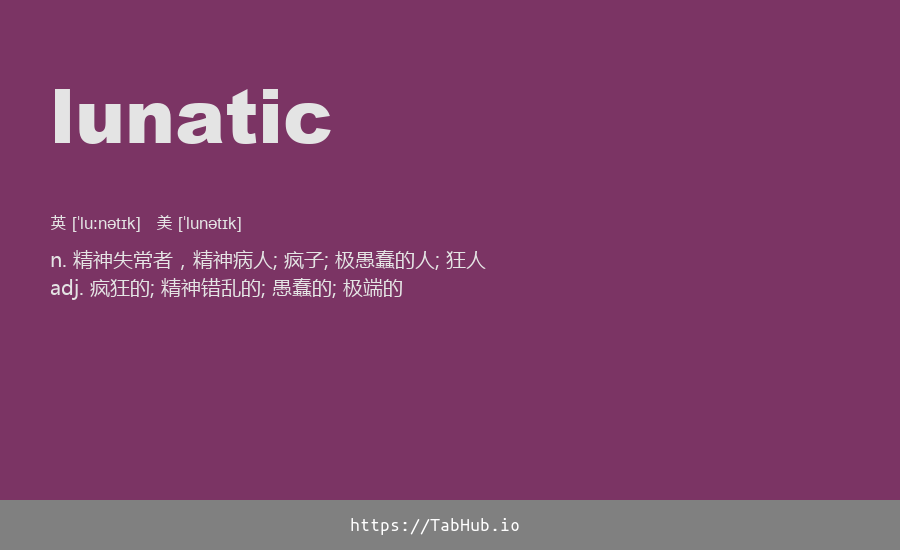 lunatic
英 [ˈluːnətɪk] 美 [ˈlunətɪk]
n. 精神失常者，精神病人; 疯子; 极愚蠢的人; 狂人
adj. 疯狂的; 精神错乱的; 愚蠢的; 极端的
https://TabHub.io